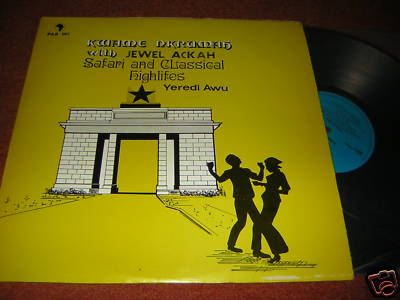 KWAME NKRUMAH
with JEWEL ACKAH
Safari and CLassical
highlifes
Yeredi Awu